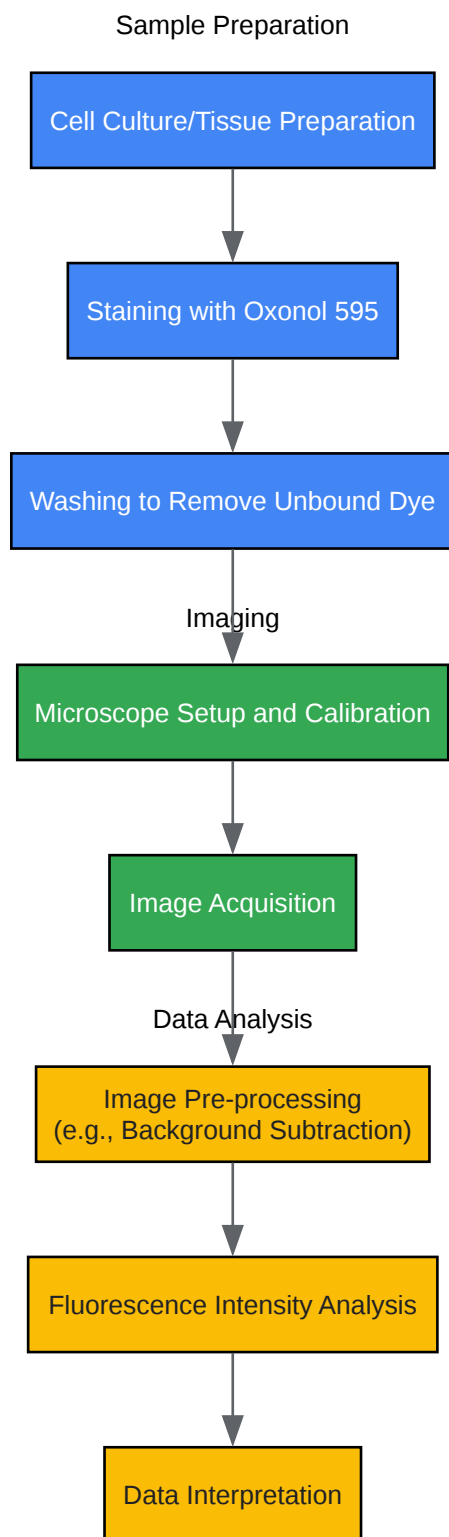 Sample Preparation
Cell Culture/Tissue Preparation
Staining with Oxonol 595
Washing to Remove Unbound Dye
Imaging
Microscope Setup and Calibration
Image Acquisition
Data Analysis
Image Pre-processing
(e.g., Background Subtraction)
Fluorescence Intensity Analysis
Data Interpretation